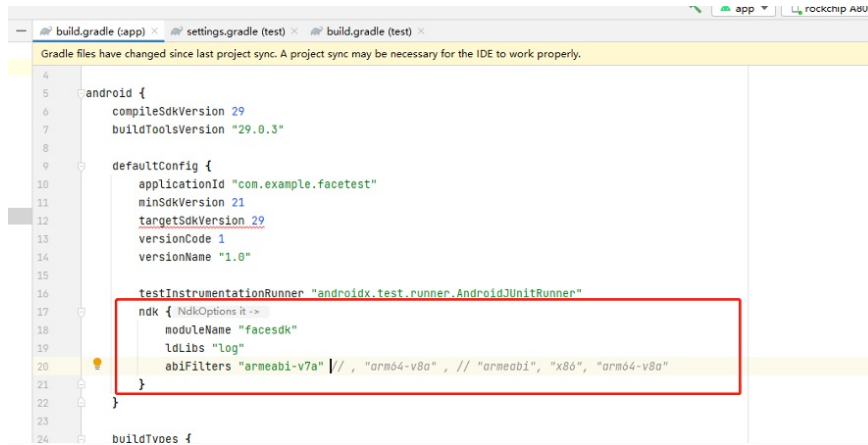 app rockchip A80
build.gradle (:app) settings.gradle (test) build.gradle (test)
Gradle files have changed since last project sync. A project sync may be necessary for the IDE to work properly.
4
5 android {
6 compileSdkVersion 29
7 buildToolsVersion "29.0.3"
8
9 defaultConfig {
10 applicationId "com.example.facetest"
11 minSdkVersion 21
12 targetSdkVersion 29
13 versionCode 1
14 versionName "1.0"
15
16 testInstrumentationRunner "androidx.test.runner.AndroidJUnitRunner"
17 ndk { NdkOptions it ->
18 moduleName "facesdk"
19 ldLibs "log"
20 abiFilters "armeabi-v7a" // , "arm64-v8a" , // "armeabi", "x86", "arm64-v8a"
21 }
22 }
23
24 buildTypes {